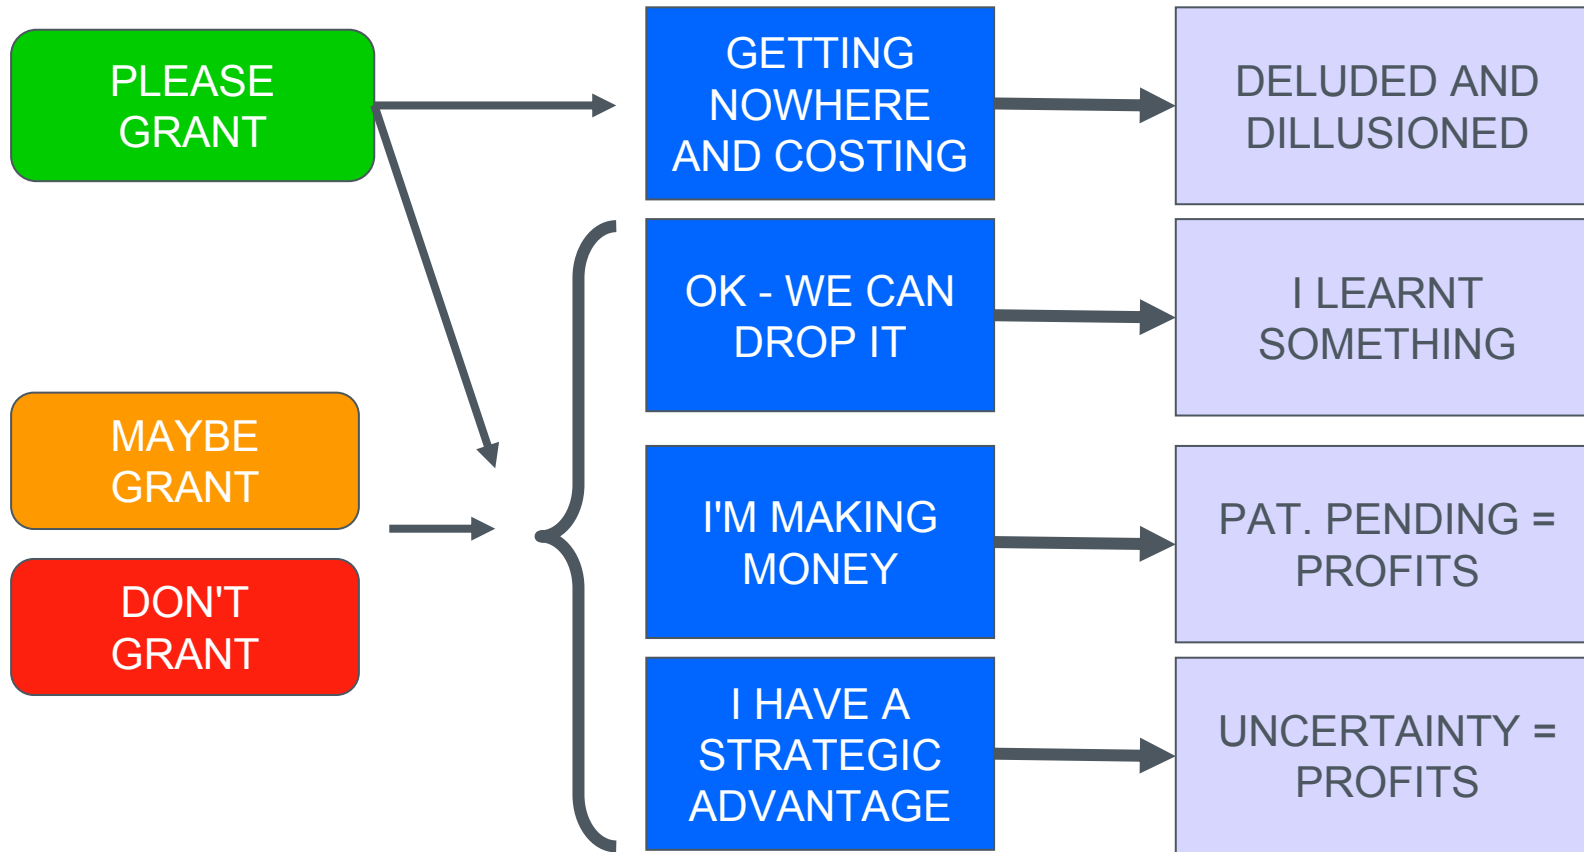 PLEASE
GRANT
GETTING
NOWHERE
AND COSTING
DELUDED AND
DILLUSIONED
OK - WE CAN
DROP IT
I LEARNT
SOMETHING
MAYBE
GRANT
I'M MAKING
MONEY
PAT. PENDING =
PROFITS
DON'T
GRANT
I HAVE A
STRATEGIC
ADVANTAGE
UNCERTAINTY =
PROFITS